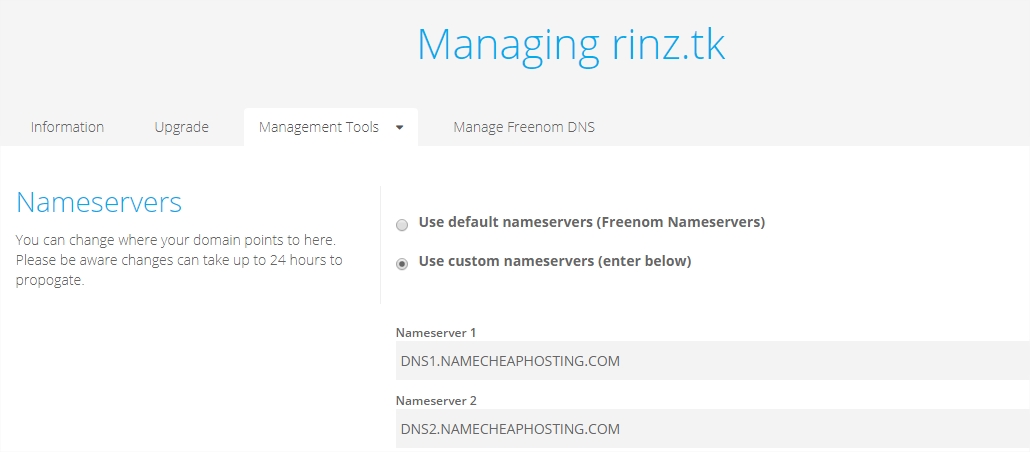 Managing rinz.tk
Information Upgrade Management Tools Manage Freenom DNS
Nameservers
You can change where your domain points to here.
Please be aware changes can take up to 24 hours to
propogate.
Use default nameservers (Freenom Nameservers)
Use custom nameservers (enter below)
Nameserver 1
DNS1.NAMECHEAPHOSTING.COM
Nameserver 2
DNS2.NAMECHEAPHOSTING.COM